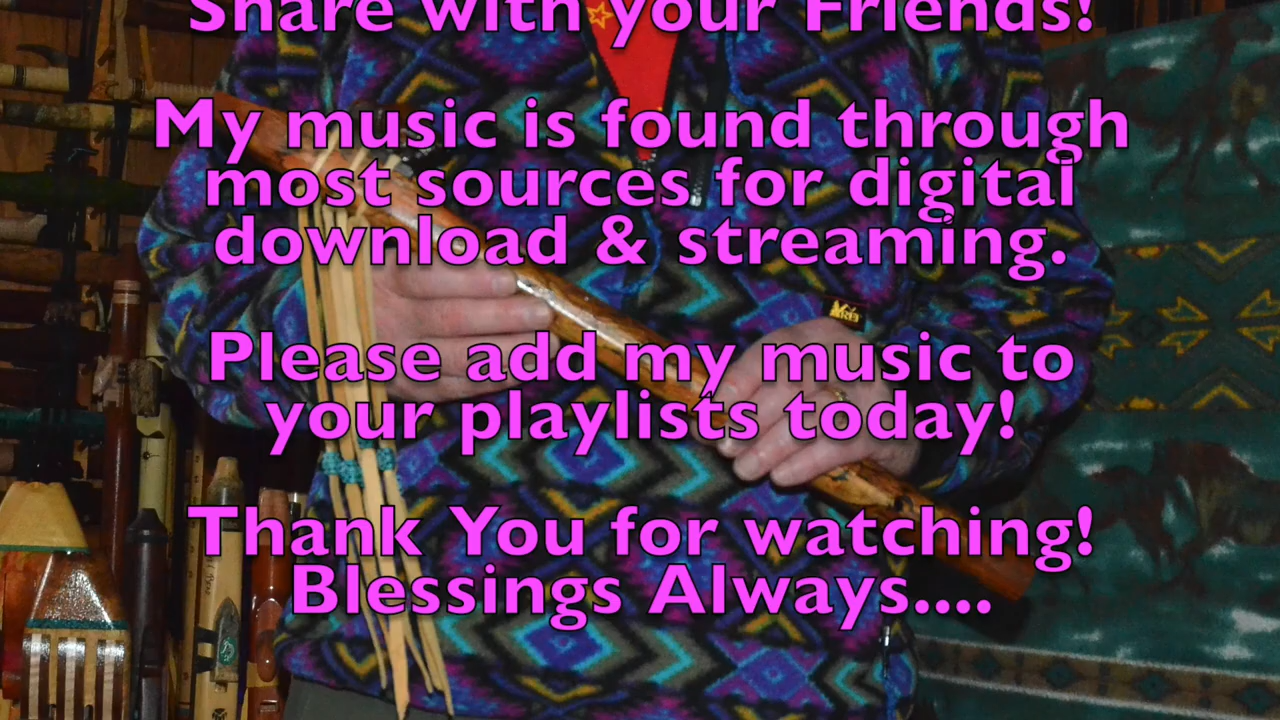 Share with your Friends!
My music is found through
most sources for digital
download & streaming.
Please add my music to
your playlists today!
Thank You for watching!
Blessings Always....
REI